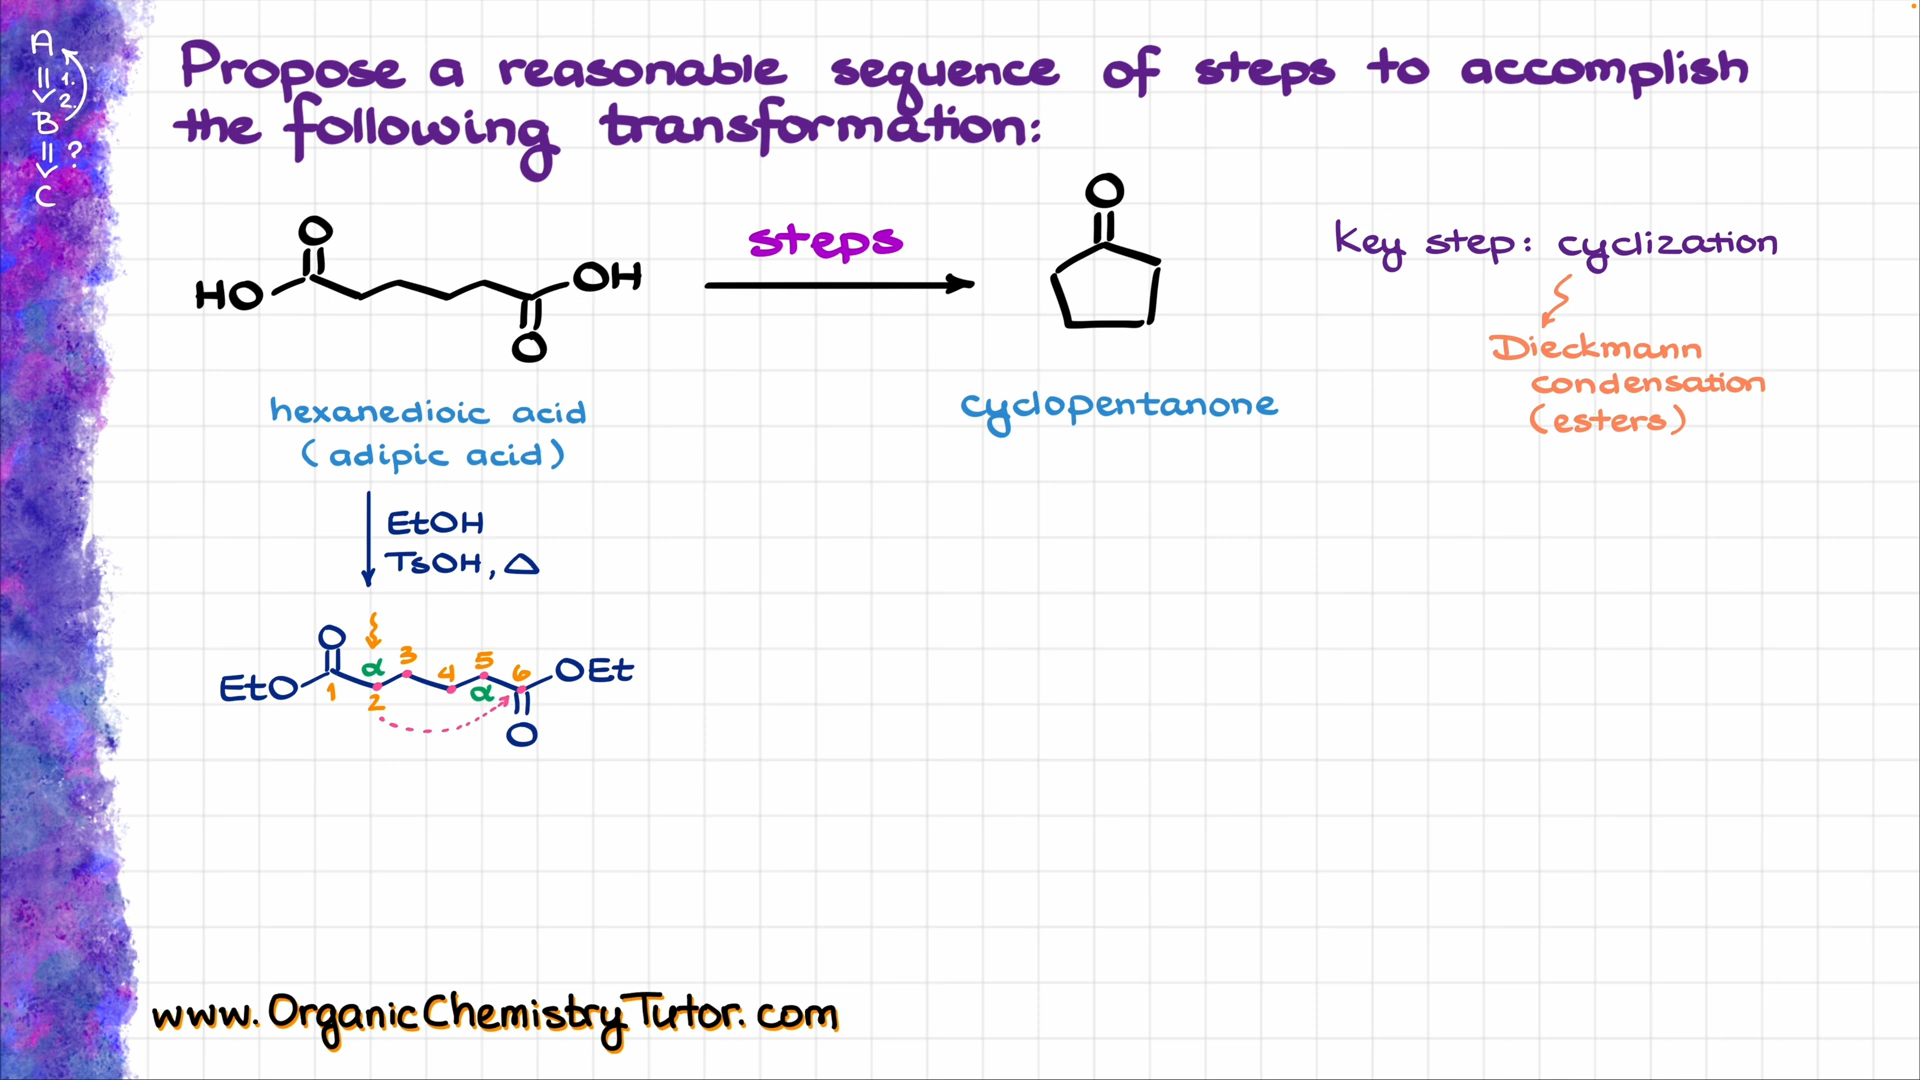 A
1.
2.
B
?
C
Propose a reasonable sequence of steps to accomplish
the following transformation:
O
HO
OH
O
steps
O
Key step: cyclization
Dieckmann
condensation
(esters)
hexanedioic acid
(adipic acid)
cyclopentanone
EtOH
TsOH, Δ
O
EtO
1
α
2
3
4
5
α
6
OEt
O
www.OrganicChemistryTutor.com